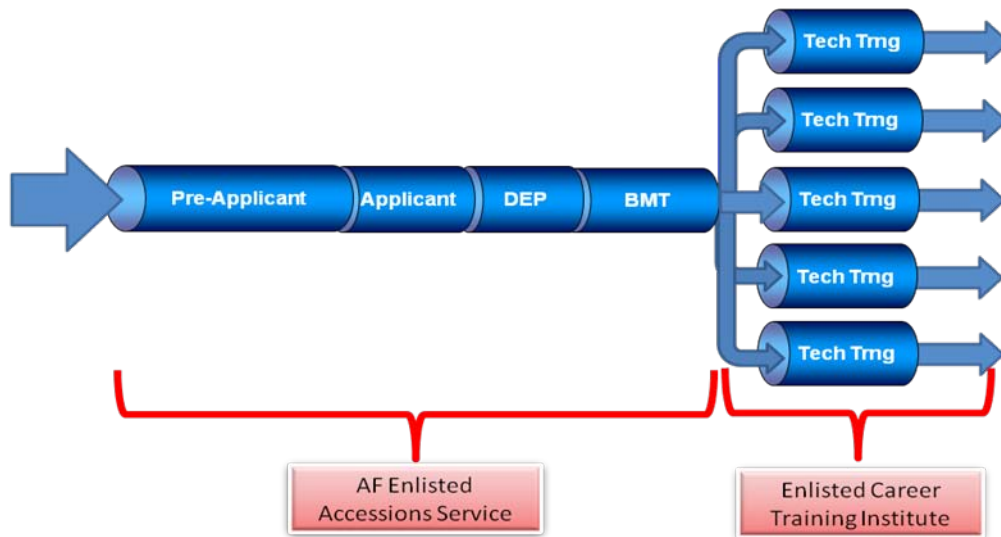 Tech Trng
Tech Trng
Pre-Applicant Applicant DEP BMT Tech Trng
Tech Trng
Tech Trng
AF Enlisted
Accessions Service
Enlisted Career
Training Institute